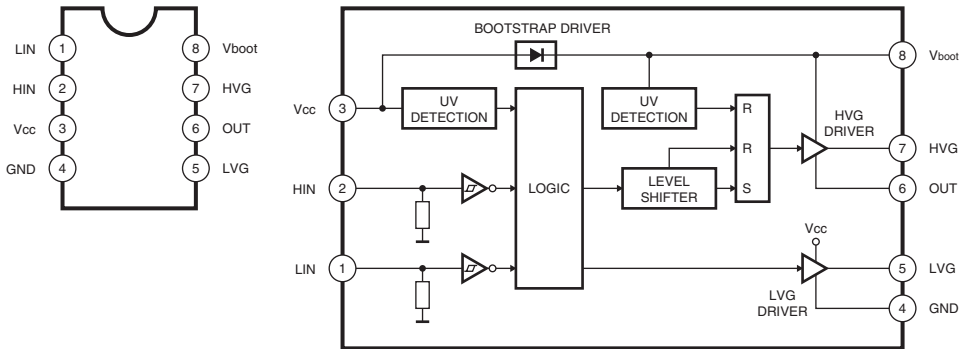 LIN 1 8 Vboot
HIN 2 7 HVG
Vcc 3 6 OUT
GND 4 5 LVG
BOOTSTRAP DRIVER
8 Vboot
Vcc 3
UV
DETECTION
UV
DETECTION
R
HVG
DRIVER
R
7 HVG
HIN 2
LOGIC
LEVEL
SHIFTER
S
6 OUT
Vcc
LIN 1
5 LVG
LVG
DRIVER
4 GND